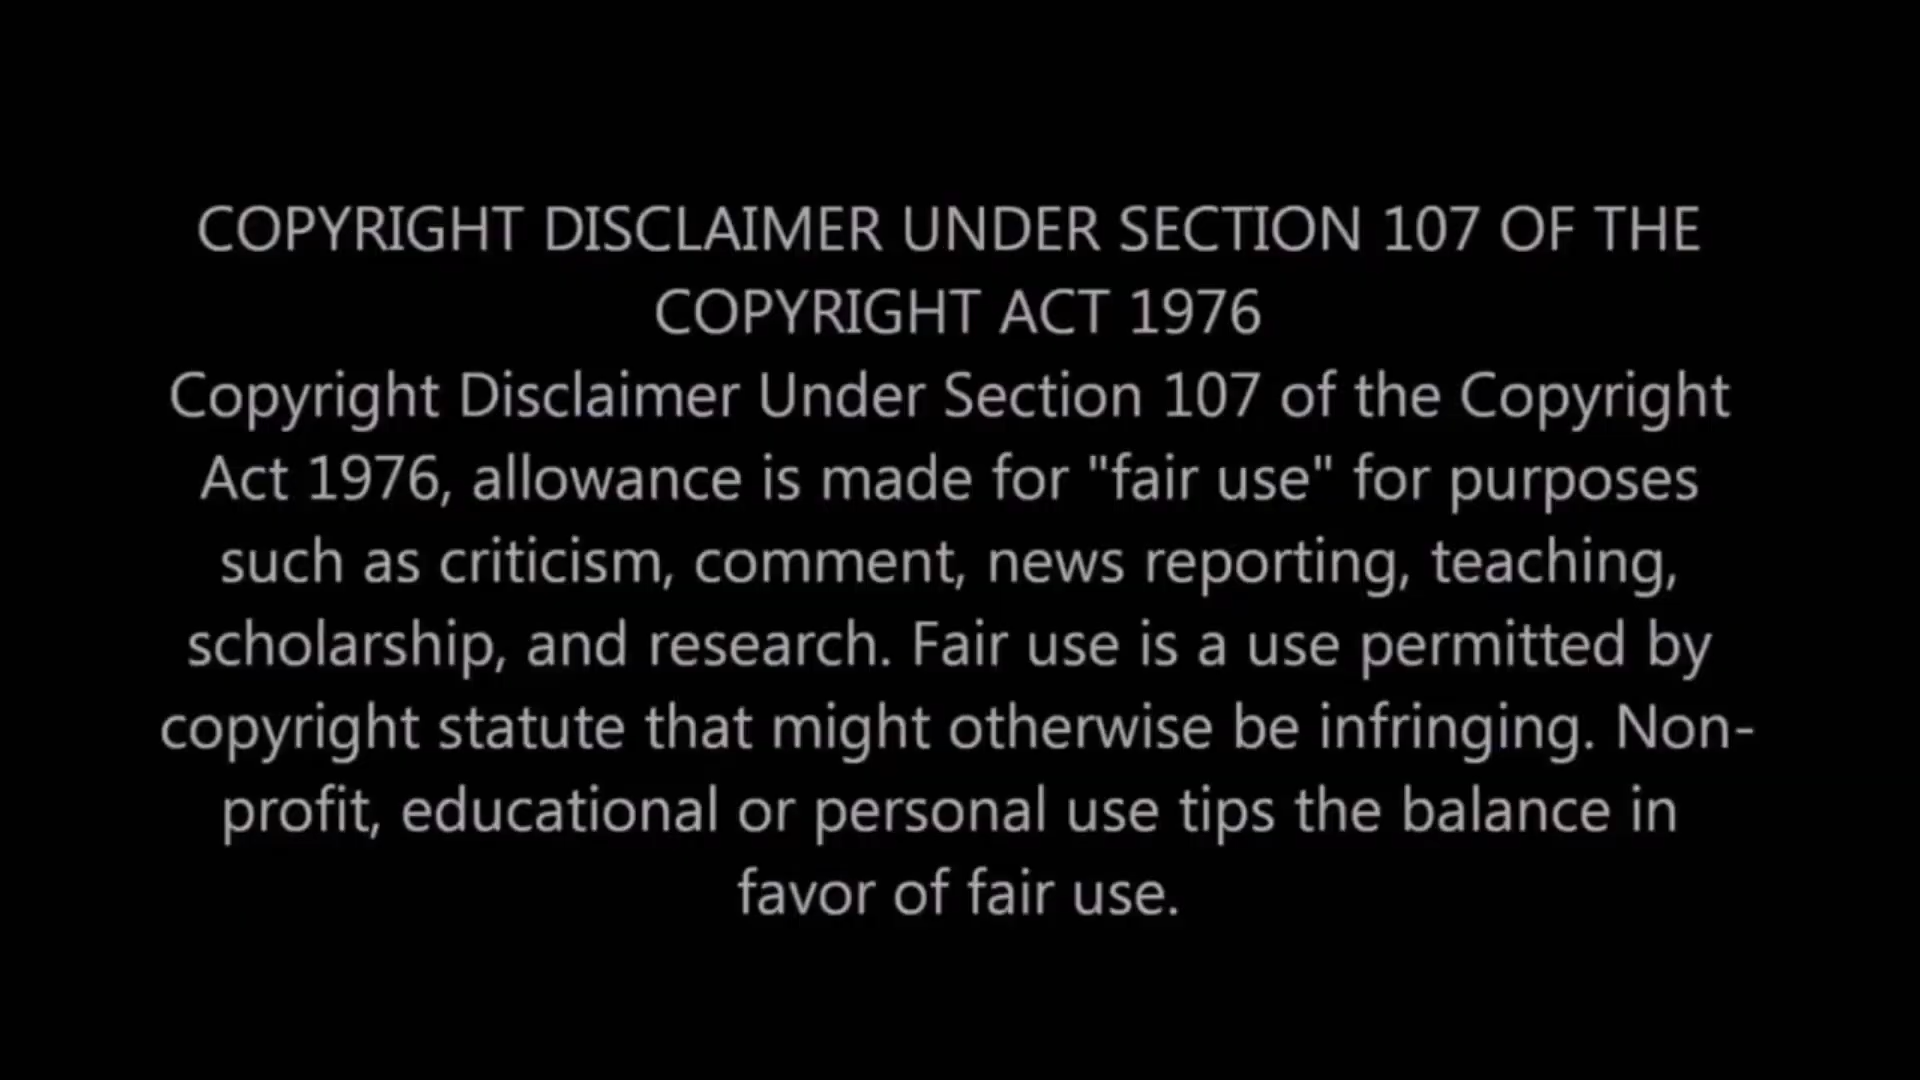 COPYRIGHT DISCLAIMER UNDER SECTION 107 OF THE
COPYRIGHT ACT 1976
Copyright Disclaimer Under Section 107 of the Copyright
Act 1976, allowance is made for "fair use" for purposes
such as criticism, comment, news reporting, teaching,
scholarship, and research. Fair use is a use permitted by
copyright statute that might otherwise be infringing. Non-
profit, educational or personal use tips the balance in
favor of fair use.